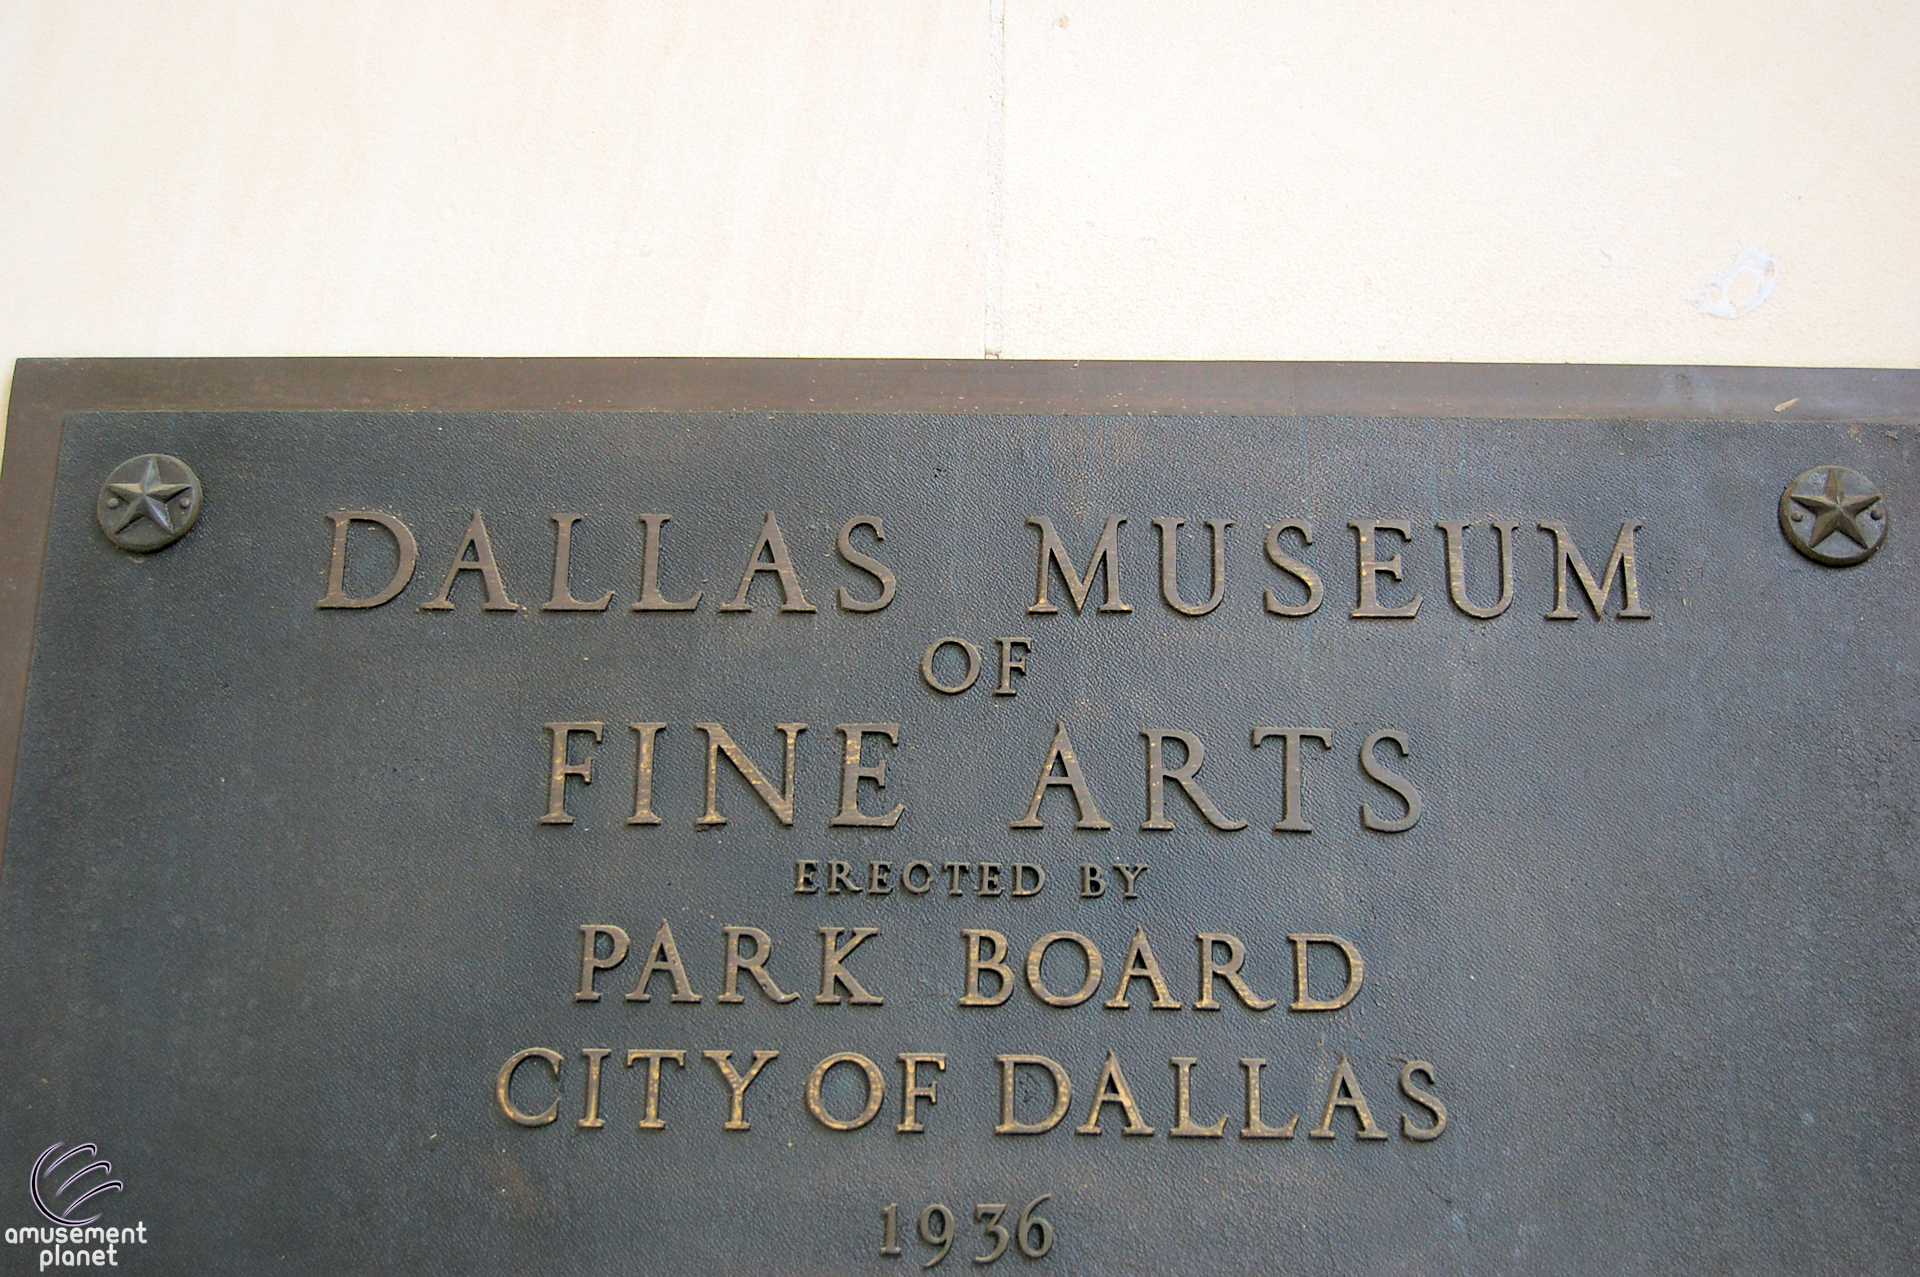 DALLAS MUSEUM
OF
FINE ARTS
ERECTED BY
PARK BOARD
CITY OF DALLAS
1936
amusement
planet